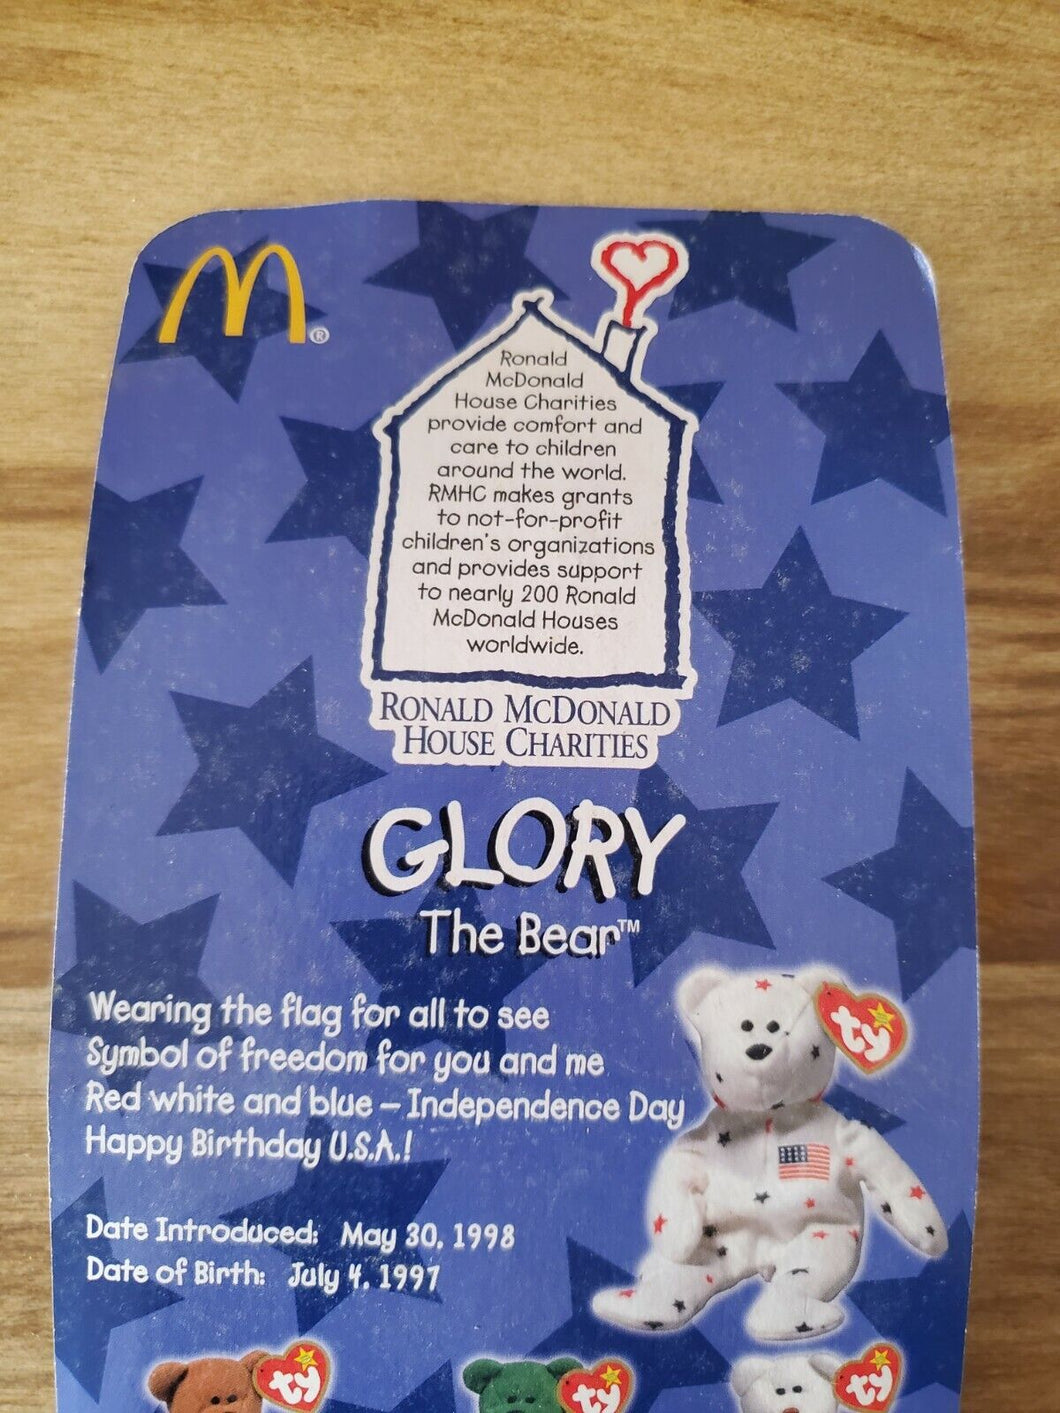 M®
Ronald
McDonald
House Charities
provide comfort and
care to children
around the world.
RMHC makes grants
to not-for-profit
children's organizations
and provides support
to nearly 200 Ronald
McDonald Houses
worldwide.
RONALD MCDONALD
HOUSE CHARITIES
GLORY
The Bear™
Wearing the flag for all to see
Symbol of freedom for you and me
Red white and blue – Independence Day
Happy Birthday U.S.A.!
ty
Date Introduced: May 30, 1998
Date of Birth: July 4, 1997
ty
ty
ty